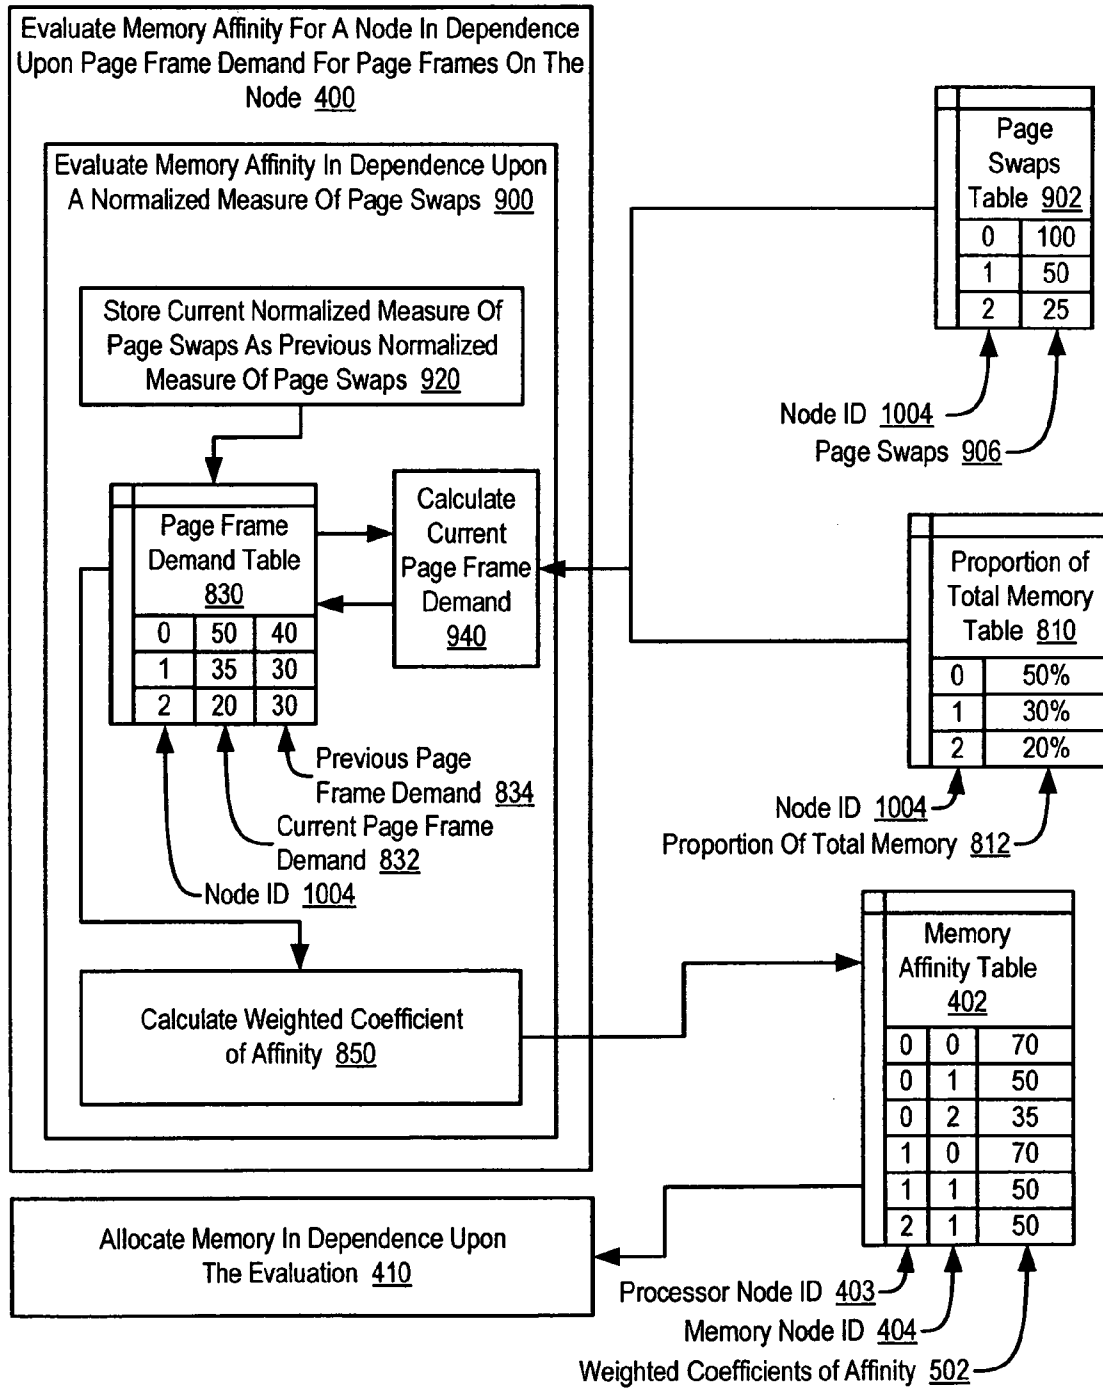 Evaluate Memory Affinity For A Node In Dependence
Upon Page Frame Demand For Page Frames On The
Node 400
Evaluate Memory Affinity In Dependence Upon
A Normalized Measure Of Page Swaps 900
Store Current Normalized Measure Of
Page Swaps As Previous Normalized
Measure Of Page Swaps 920
Page Frame
Demand Table
830
0 50 40
1 35 30
2 20 30
Calculate
Current
Page Frame
Demand
940
Previous Page
Frame Demand 834
Current Page Frame
Demand 832
Node ID 1004
Calculate Weighted Coefficient
of Affinity 850
Page
Swaps
Table 902
0 100
1 50
2 25
Node ID 1004
Page Swaps 906
Proportion of
Total Memory
Table 810
0 50%
1 30%
2 20%
Node ID 1004
Proportion Of Total Memory 812
Memory
Affinity Table
402
0 0 70
0 1 50
0 2 35
1 0 70
1 1 50
2 1 50
Processor Node ID 403
Memory Node ID 404
Weighted Coefficients of Affinity 502
Allocate Memory In Dependence Upon
The Evaluation 410